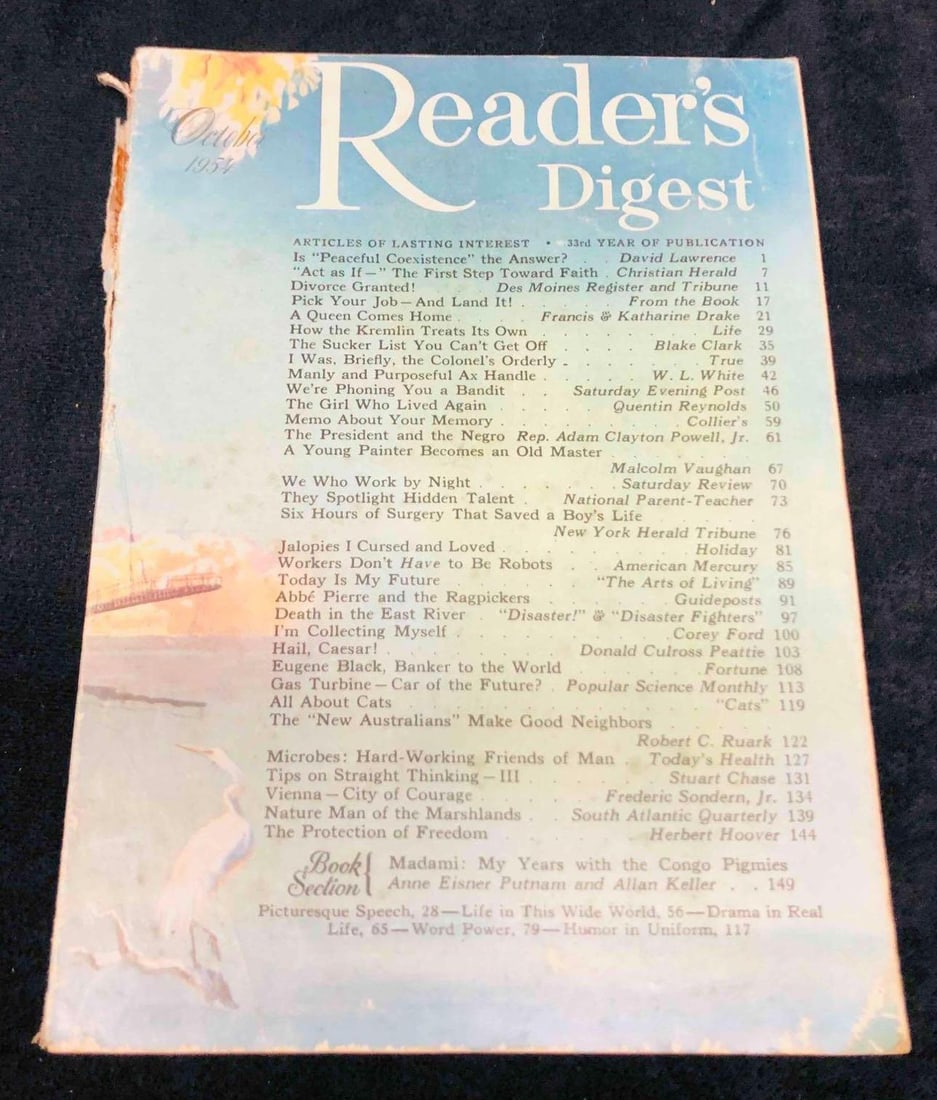 October
1954
Reader's
Digest
ARTICLES OF LASTING INTEREST • 33rd YEAR OF PUBLICATION
Is "Peaceful Coexistence" the Answer? . . David Lawrence 1
"Act as If—" The First Step Toward Faith . Christian Herald 7
Divorce Granted! . Des Moines Register and Tribune 11
Pick Your Job—And Land It! . . . . . From the Book 17
A Queen Comes Home . . . . Francis & Katharine Drake 21
How the Kremlin Treats Its Own . . . . . . . Life 29
The Sucker List You Can't Get Off . . . . Blake Clark 35
I Was, Briefly, the Colonel's Orderly . . . . . True 39
Manly and Purposeful Ax Handle . . . . W. L. White 42
We're Phoning You a Bandit . . Saturday Evening Post 46
The Girl Who Lived Again . . . . . Quentin Reynolds 50
Memo About Your Memory . . . . . . . . Collier's 59
The President and the Negro Rep. Adam Clayton Powell, Jr. 61
A Young Painter Becomes an Old Master . . . . .
Malcolm Vaughan 67
We Who Work by Night . . . . . . Saturday Review 70
They Spotlight Hidden Talent . National Parent-Teacher 73
Six Hours of Surgery That Saved a Boy's Life . . . .
New York Herald Tribune 76
Jalopies I Cursed and Loved . . . . . . . Holiday 81
Workers Don't Have to Be Robots . . American Mercury 85
Today Is My Future . . . . . "The Arts of Living" 89
Abbé Pierre and the Ragpickers . . . . . Guideposts 91
Death in the East River . "Disaster!" & "Disaster Fighters" 97
I'm Collecting Myself . . . . . . . . Corey Ford 100
Hail, Caesar! . . . . . . . Donald Culross Peattie 103
Eugene Black, Banker to the World . . . . . Fortune 108
Gas Turbine—Car of the Future? . Popular Science Monthly 113
All About Cats . . . . . . . . . . . "Cats" 119
The "New Australians" Make Good Neighbors . . . .
Robert C. Ruark 122
Microbes: Hard-Working Friends of Man . Today's Health 127
Tips on Straight Thinking—III . . . . . Stuart Chase 131
Vienna—City of Courage . . . . Frederic Sondern, Jr. 134
Nature Man of the Marshlands . . South Atlantic Quarterly 139
The Protection of Freedom . . . . . Herbert Hoover 144
Book Section { Madami: My Years with the Congo Pigmies
Anne Eisner Putnam and Allan Keller . . 149
Picturesque Speech, 28—Life in This Wide World, 56—Drama in Real
Life, 65—Word Power, 79—Humor in Uniform, 117